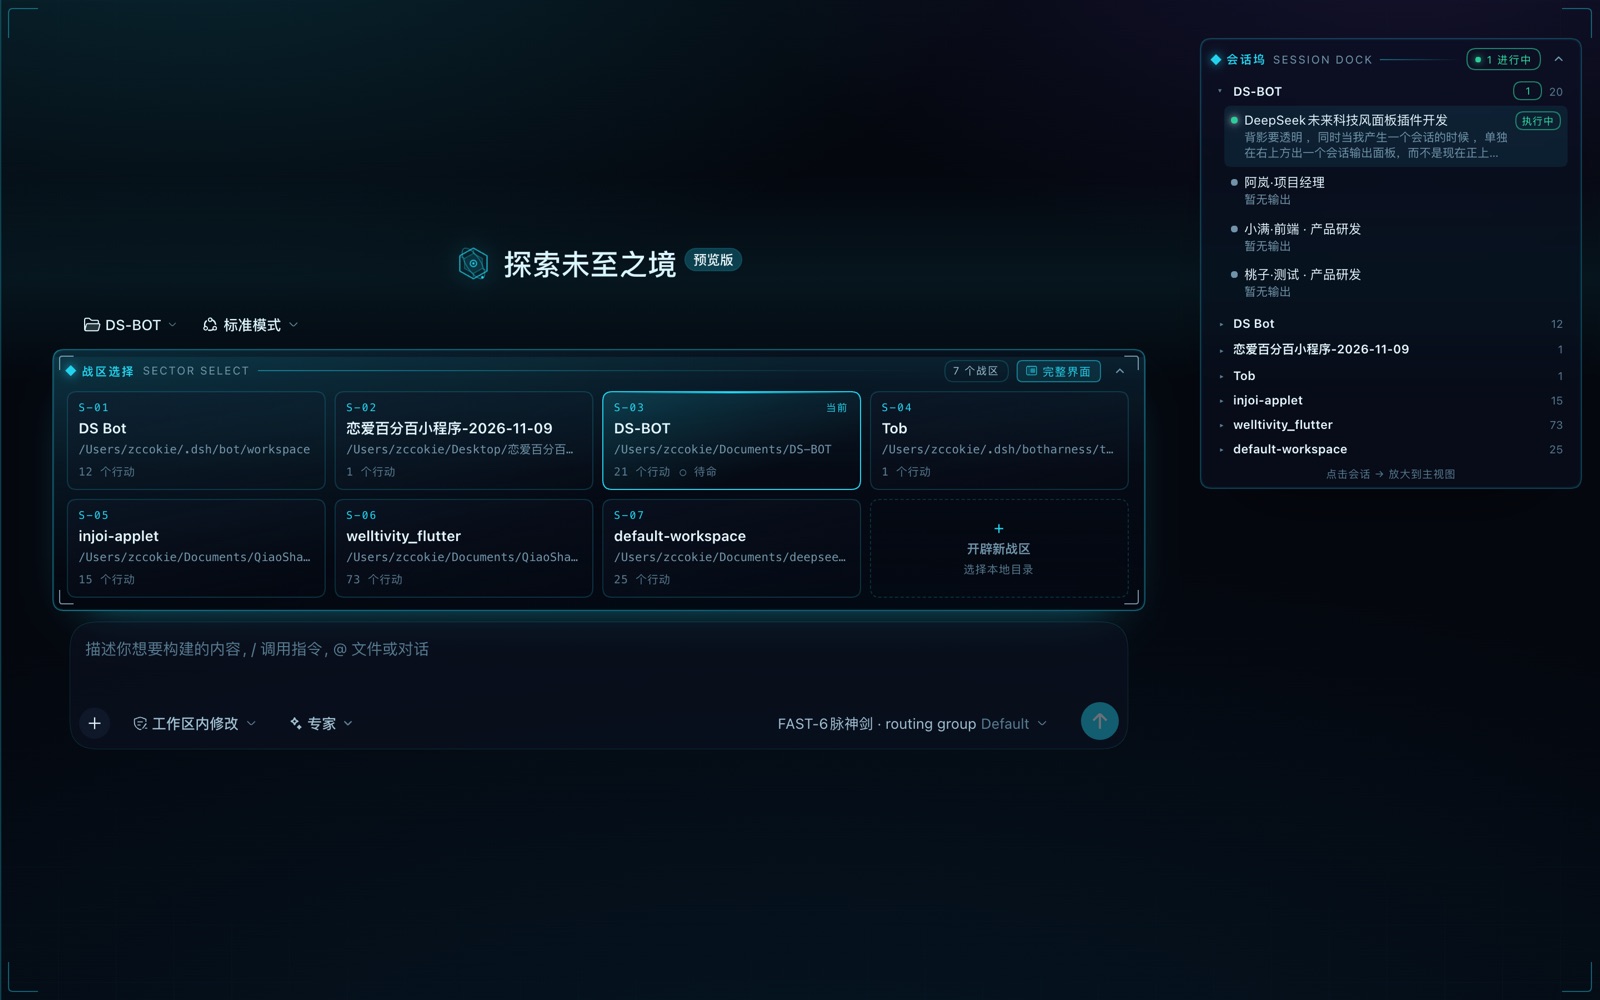 探索未至之境 预览版
DS-BOT 标准模式
战区选择 SECTOR SELECT 7 个战区 完整界面
S-01
DS Bot
/Users/zccokie/.dsh/bot/workspace
12 个行动
S-02
恋爱百分百小程序-2026-11-09
/Users/zccokie/Desktop/恋爱百分百…
1 个行动
S-03 当前
DS-BOT
/Users/zccokie/Documents/DS-BOT
21 个行动 ○ 待命
S-04
Tob
/Users/zccokie/.dsh/botharness/t…
1 个行动
S-05
injoi-applet
/Users/zccokie/Documents/QiaoSha…
15 个行动
S-06
welltivity_flutter
/Users/zccokie/Documents/QiaoSha…
73 个行动
S-07
default-workspace
/Users/zccokie/Documents/deepsee…
25 个行动
+
开辟新战区
选择本地目录
描述你想要构建的内容, / 调用指令, @ 文件或对话
工作区内修改 专家 FAST-6脉神剑 · routing group Default
会话坞 SESSION DOCK 1 进行中
DS-BOT 1 20
DeepSeek未来科技风面板插件开发 执行中
背影要透明，同时当我产生一个会话的时候，单独
在右上方出一个会话输出面板，而不是现在正上...
阿岚·项目经理
暂无输出
小满·前端 · 产品研发
暂无输出
桃子·测试 · 产品研发
暂无输出
DS Bot 12
恋爱百分百小程序-2026-11-09 1
Tob 1
injoi-applet 15
welltivity_flutter 73
default-workspace 25
点击会话 → 放大到主视图